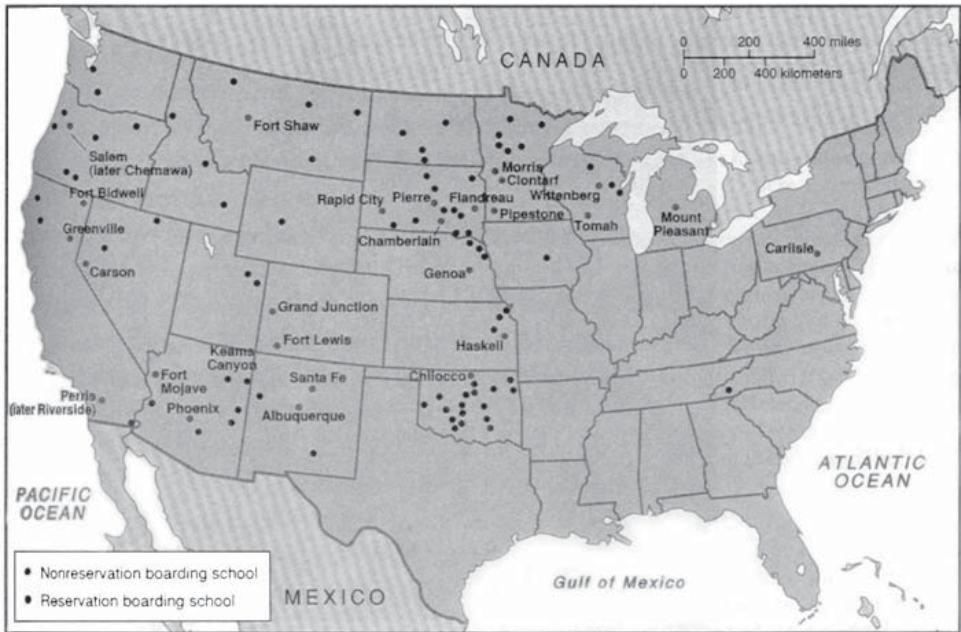 CANADA
0 200 400 miles
0 200 400 kilometers
Fort Shaw
Salem
(later Chemawa)
Fort Bidwell
Greenville
Carson
Rapid City
Pierre
Flandreau
Chamberlain
Genoa
Morris
Clontarf
Pipestone
Wittenberg
Tomah
Mount
Pleasant
Carlisle
Grand Junction
Fort Lewis
Haskell
Keams
Canyon
Fort
Mojave
Phoenix
Santa Fe
Albuquerque
Chilocco
Perris
(later Riverside)
PACIFIC
OCEAN
ATLANTIC
OCEAN
Gulf of Mexico
MEXICO
Nonreservation boarding school
Reservation boarding school